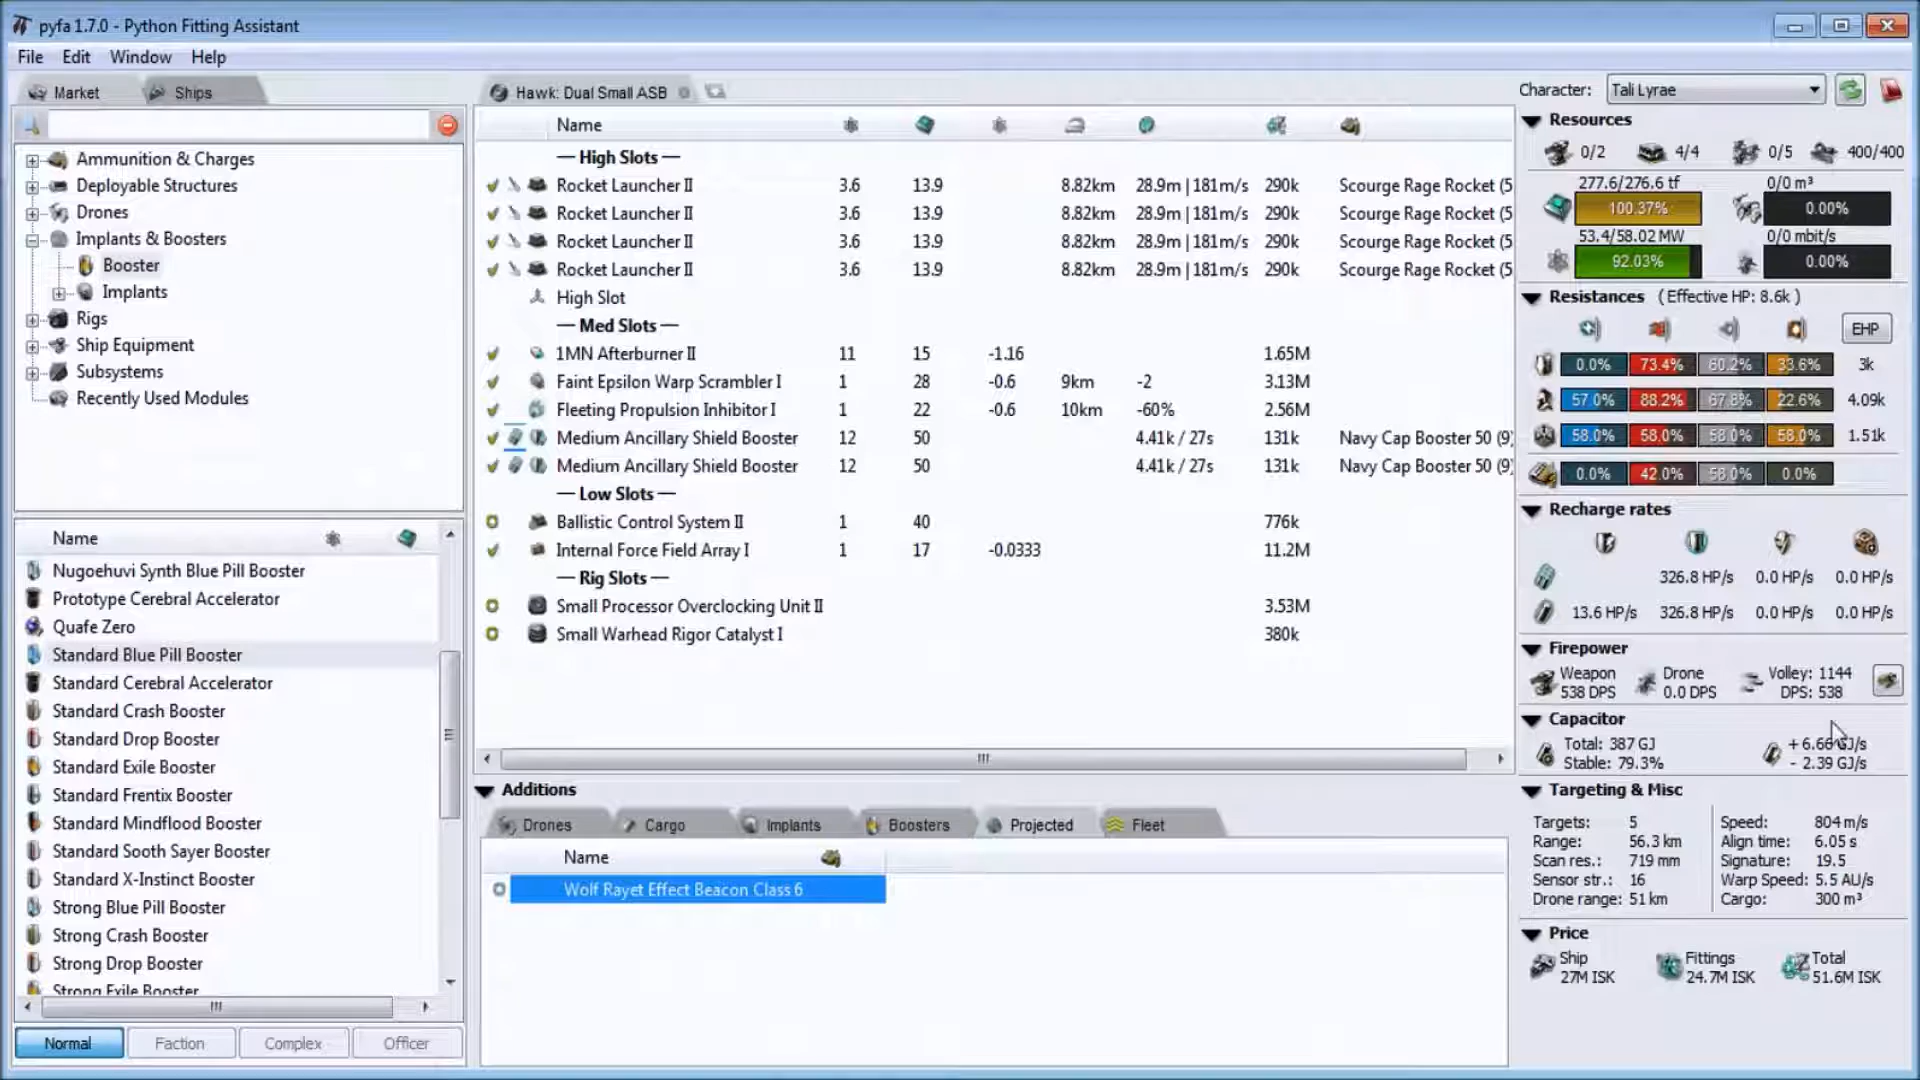 pyfa 1.7.0 - Python Fitting Assistant
File Edit Window Help
Market Ships
Ammunition & Charges
Deployable Structures
Drones
Implants & Boosters
Booster
Implants
Rigs
Ship Equipment
Subsystems
Recently Used Modules
Name
Nugoehuvi Synth Blue Pill Booster
Prototype Cerebral Accelerator
Quafe Zero
Standard Blue Pill Booster
Standard Cerebral Accelerator
Standard Crash Booster
Standard Drop Booster
Standard Exile Booster
Standard Frentix Booster
Standard Mindflood Booster
Standard Sooth Sayer Booster
Standard X-Instinct Booster
Strong Blue Pill Booster
Strong Crash Booster
Strong Drop Booster
Strong Exile Booster
Normal Faction Complex Officer
Hawk: Dual Small ASB
Name
— High Slots —
Rocket Launcher II 3.6 13.9 8.82km 28.9m | 181m/s 290k Scourge Rage Rocket (5
Rocket Launcher II 3.6 13.9 8.82km 28.9m | 181m/s 290k Scourge Rage Rocket (5
Rocket Launcher II 3.6 13.9 8.82km 28.9m | 181m/s 290k Scourge Rage Rocket (5
Rocket Launcher II 3.6 13.9 8.82km 28.9m | 181m/s 290k Scourge Rage Rocket (5
High Slot
— Med Slots —
1MN Afterburner II 11 15 -1.16 1.65M
Faint Epsilon Warp Scrambler I 1 28 -0.6 9km -2 3.13M
Fleeting Propulsion Inhibitor I 1 22 -0.6 10km -60% 2.56M
Medium Ancillary Shield Booster 12 50 4.41k / 27s 131k Navy Cap Booster 50 (9)
Medium Ancillary Shield Booster 12 50 4.41k / 27s 131k Navy Cap Booster 50 (9)
— Low Slots —
Ballistic Control System II 1 40 776k
Internal Force Field Array I 1 17 -0.0333 11.2M
— Rig Slots —
Small Processor Overclocking Unit II 3.53M
Small Warhead Rigor Catalyst I 380k
Additions
Drones Cargo Implants Boosters Projected Fleet
Name
Wolf Rayet Effect Beacon Class 6
Character: Tali Lyrae
Resources
0/2 4/4 0/5 400/400
277.6/276.6 tf 0/0 m³
100.37% 0.00%
53.4/58.02 MW 0/0 mbit/s
92.03% 0.00%
Resistances ( Effective HP: 8.6k )
EHP
0.0% 73.4% 60.2% 33.6% 3k
57.0% 88.2% 67.8% 22.6% 4.09k
58.0% 58.0% 58.0% 58.0% 1.51k
0.0% 42.0% 58.0% 0.0%
Recharge rates
326.8 HP/s 0.0 HP/s 0.0 HP/s
13.6 HP/s 326.8 HP/s 0.0 HP/s 0.0 HP/s
Firepower
Weapon Drone Volley: 1144
538 DPS 0.0 DPS DPS: 538
Capacitor
Total: 387 GJ + 6.66 GJ/s
Stable: 79.3% - 2.39 GJ/s
Targeting & Misc
Targets: 5 Speed: 804 m/s
Range: 56.3 km Align time: 6.05 s
Scan res.: 719 mm Signature: 19.5
Sensor str.: 16 Warp Speed: 5.5 AU/s
Drone range: 51 km Cargo: 300 m³
Price
Ship Fittings Total
27M ISK 24.7M ISK 51.6M ISK